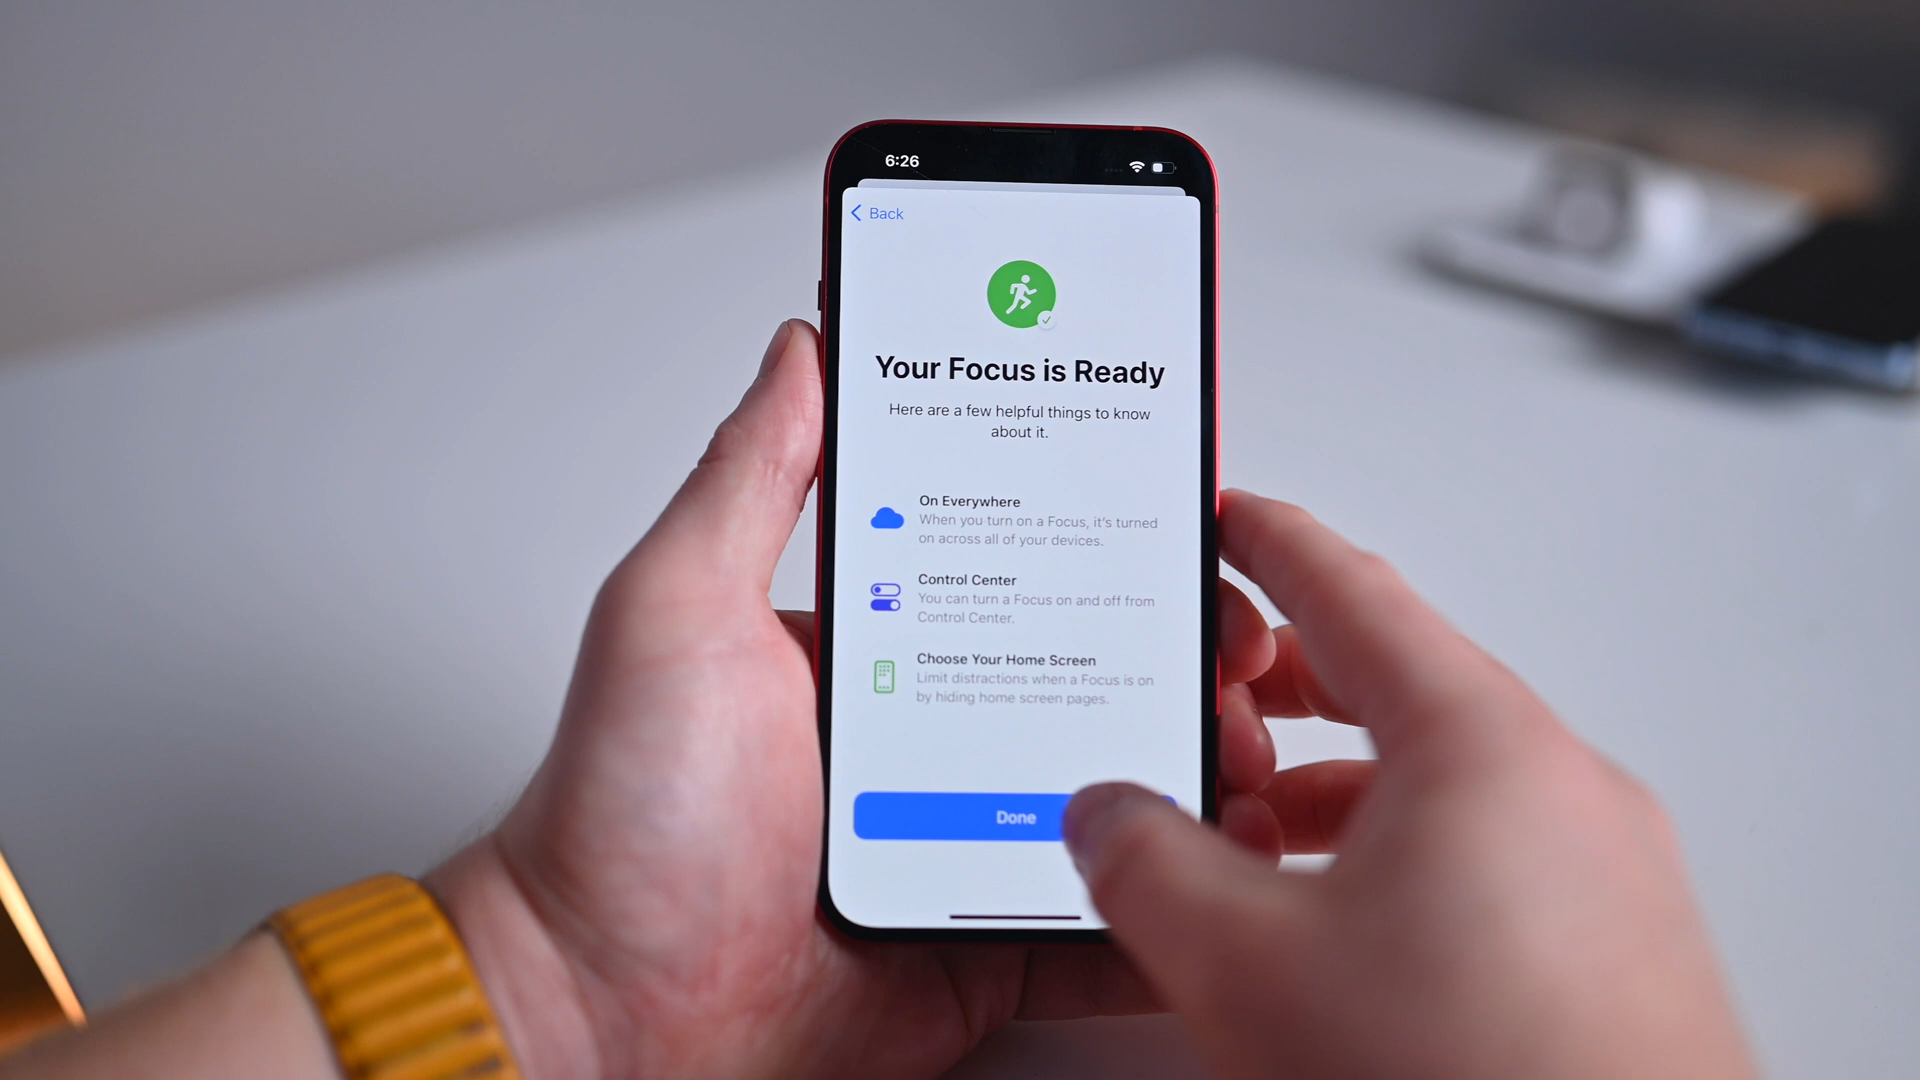 6:26
Back
Your Focus is Ready
Here are a few helpful things to know
about it.
On Everywhere
When you turn on a Focus, it's turned
on across all of your devices.
Control Center
You can turn a Focus on and off from
Control Center.
Choose Your Home Screen
Limit distractions when a Focus is on
by hiding home screen pages.
Done